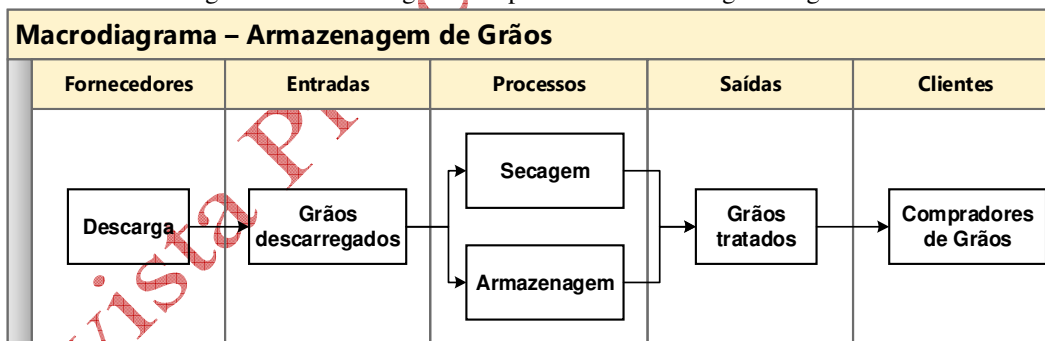 Macrodiagrama – Armazenagem de Grãos
Fornecedores
Entradas
Processos
Saídas
Clientes
Descarga
Grãos
descarregados
Secagem
Armazenagem
Grãos
tratados
Compradores
de Grãos